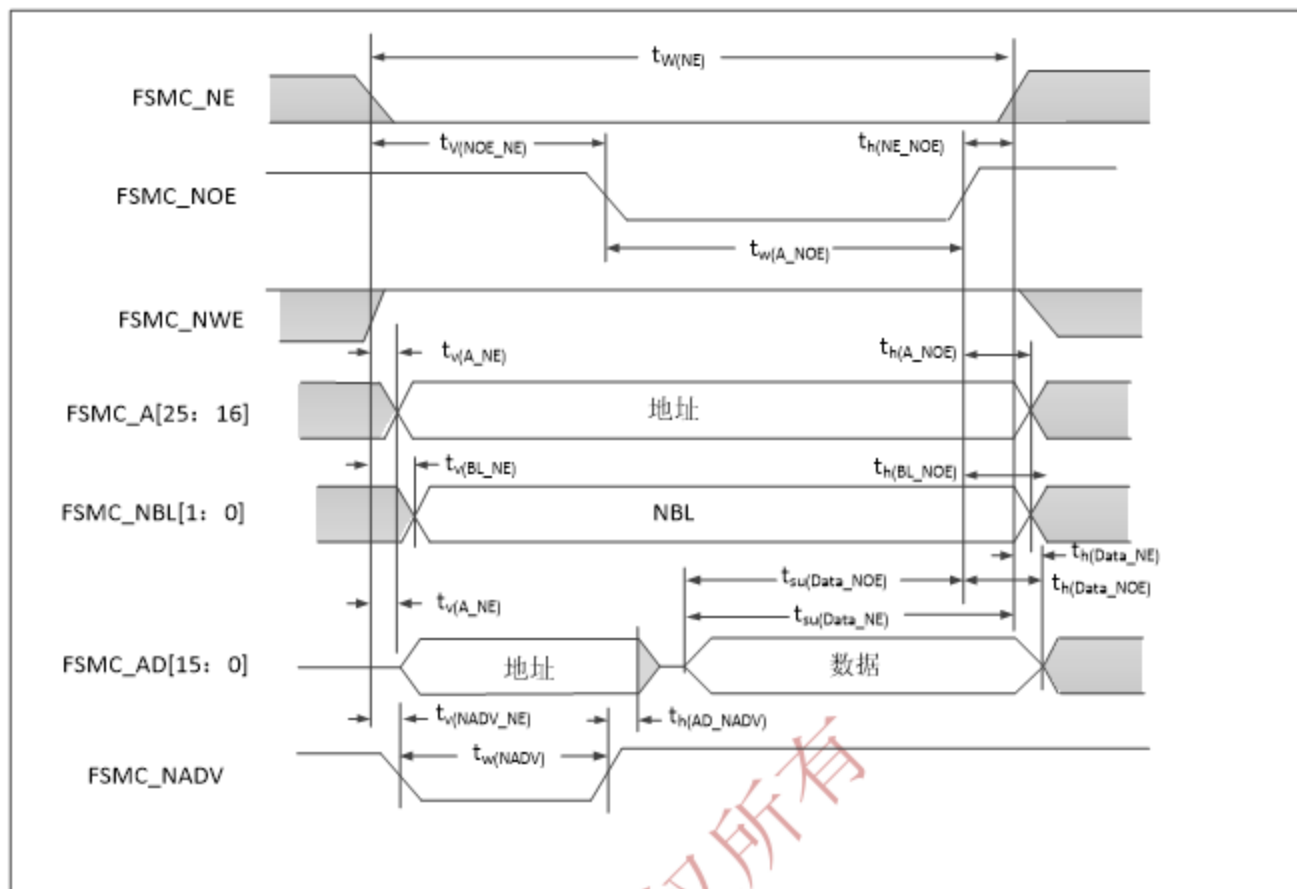 tW(NE)
FSMC_NE
tV(NOE_NE)
th(NE_NOE)
FSMC_NOE
tw(A_NOE)
FSMC_NWE
tv(A_NE)
th(A_NOE)
FSMC_A[25：16]
地址
tv(BL_NE)
th(BL_NOE)
FSMC_NBL[1：0]
NBL
th(Data_NE)
tsu(Data_NOE)
th(Data_NOE)
tv(A_NE)
tsu(Data_NE)
FSMC_AD[15：0]
地址
数据
tv(NADV_NE)
th(AD_NADV)
tw(NADV)
FSMC_NADV
所有